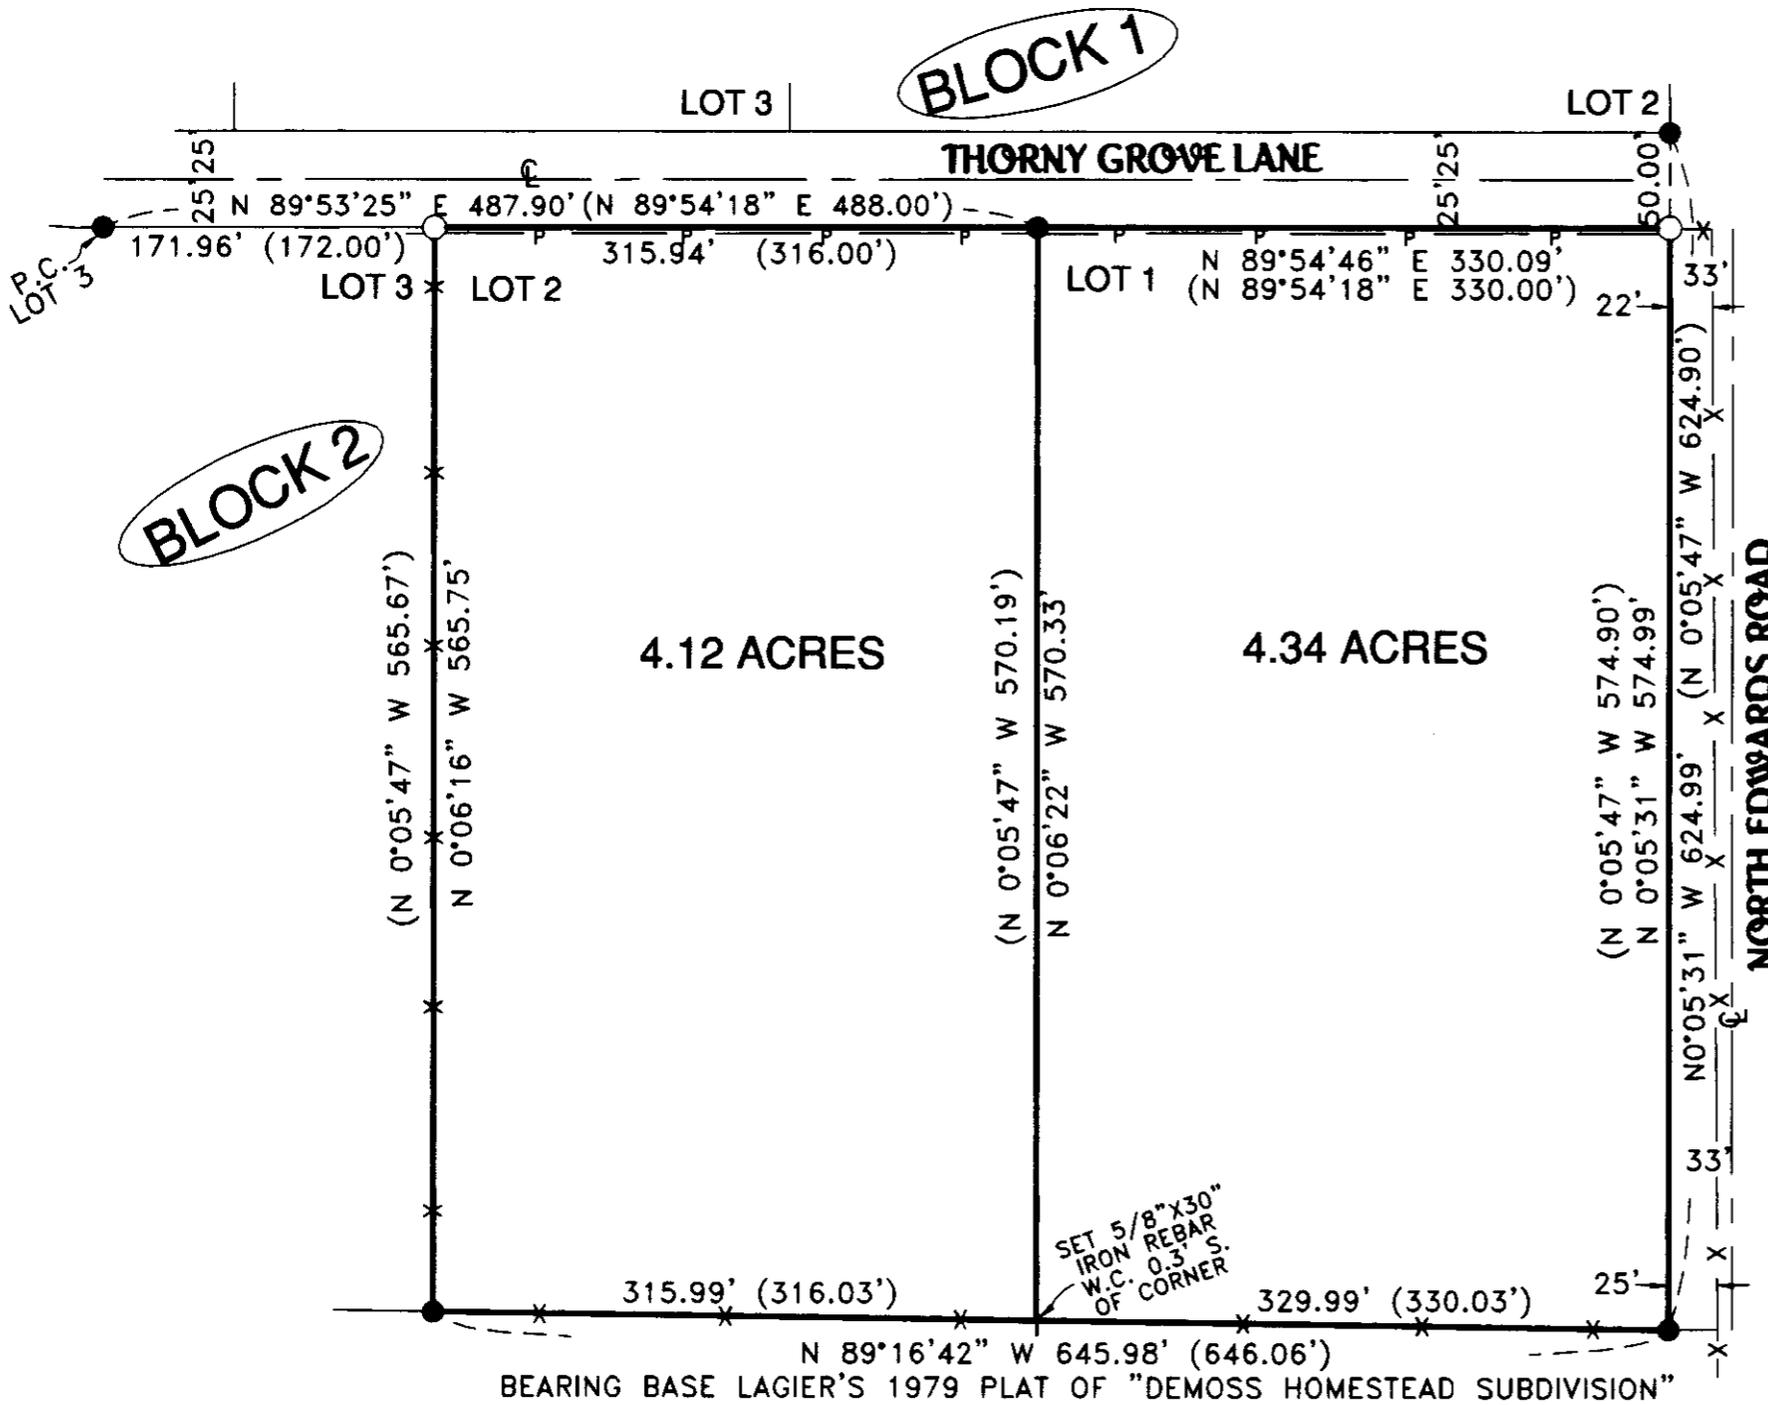 BLOCK 1
LOT 3
LOT 2
THORNY GROVE LANE
25'
25'
25'
25'
50.00'
℄
N 89°53'25" E 487.90' (N 89°54'18" E 488.00')
171.96' (172.00')
315.94' (316.00')
P.C.
LOT 3
LOT 3
LOT 2
LOT 1
N 89°54'46" E 330.09'
(N 89°54'18" E 330.00')
33'
22'
BLOCK 2
(N 0°05'47" W 565.67')
N 0°06'16" W 565.75'
4.12 ACRES
(N 0°05'47" W 570.19')
N 0°06'22" W 570.33'
4.34 ACRES
(N 0°05'47" W 574.90')
N 0°05'31" W 574.99'
(N 0°05'47" W 624.90')
N0°05'31" W 624.99'
NORTH EDWARDS ROAD
℄
33'
25'
SET 5/8"X30"
IRON REBAR
W.C. 0.3' S.
OF CORNER
315.99' (316.03')
329.99' (330.03')
N 89°16'42" W 645.98' (646.06')
BEARING BASE LAGIER'S 1979 PLAT OF "DEMOSS HOMESTEAD SUBDIVISION"